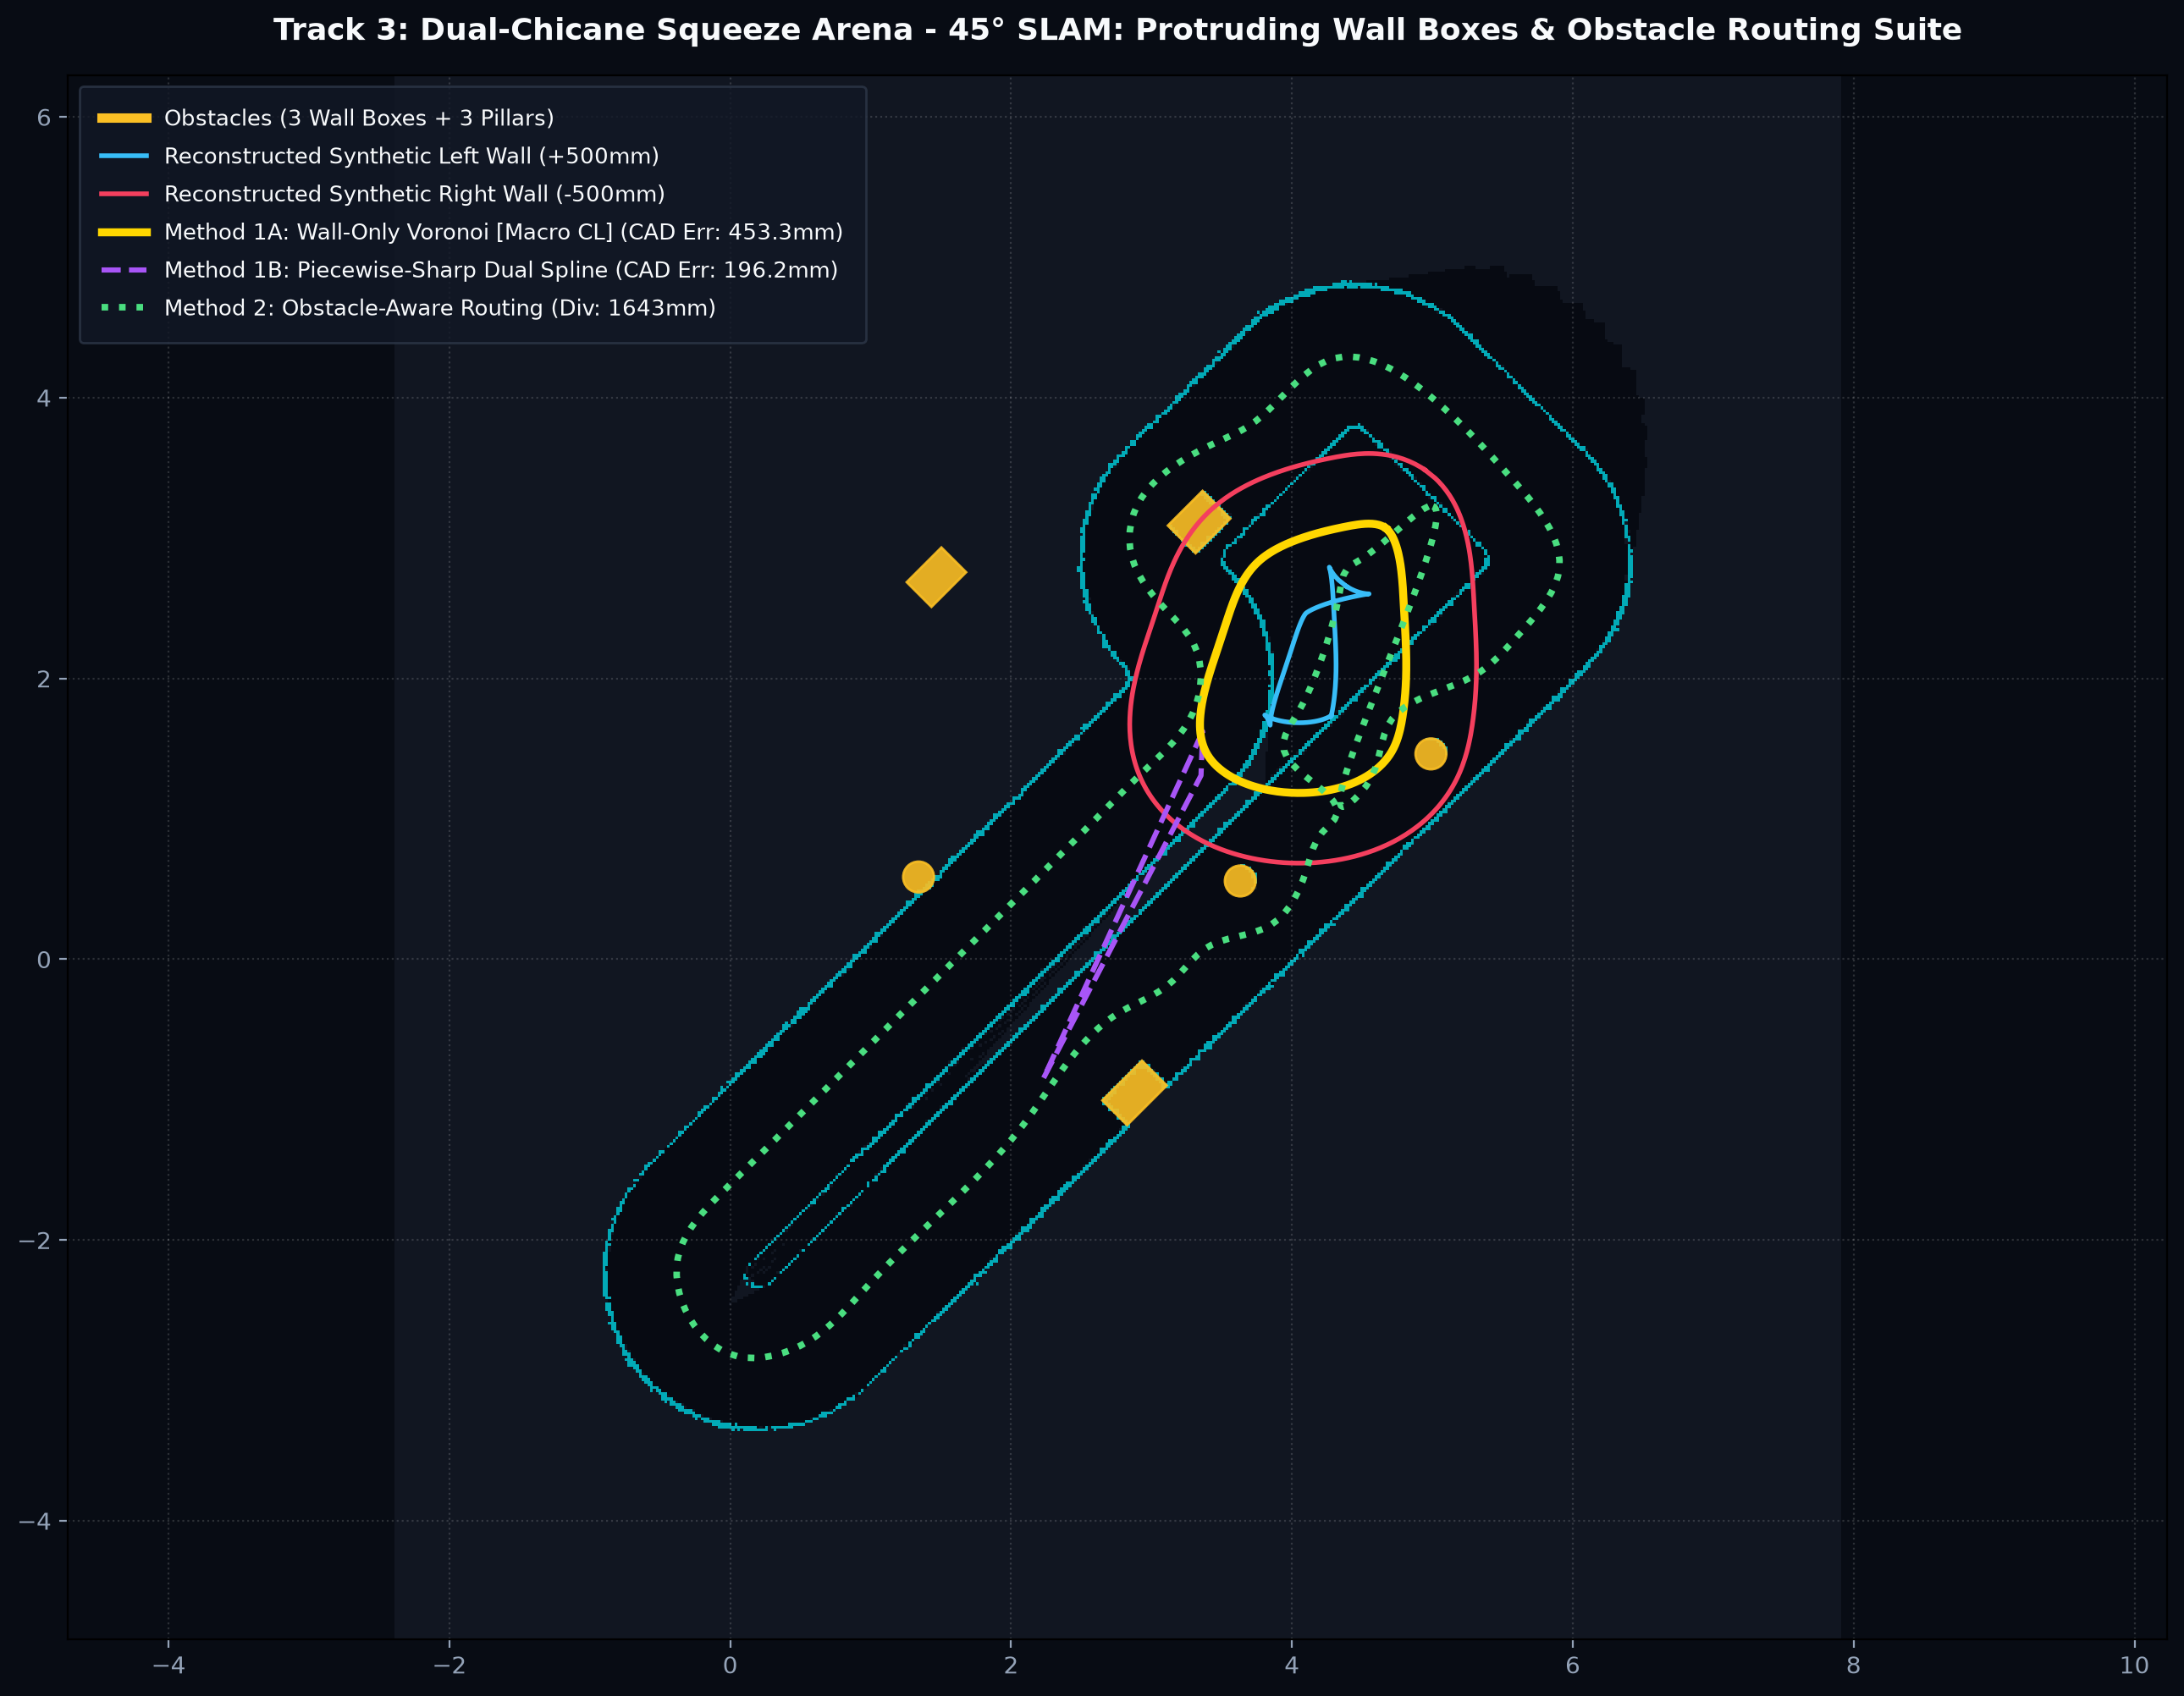 Track 3: Dual-Chicane Squeeze Arena - 45° SLAM: Protruding Wall Boxes & Obstacle Routing Suite
Obstacles (3 Wall Boxes + 3 Pillars)
Reconstructed Synthetic Left Wall (+500mm)
Reconstructed Synthetic Right Wall (-500mm)
Method 1A: Wall-Only Voronoi [Macro CL] (CAD Err: 453.3mm)
Method 1B: Piecewise-Sharp Dual Spline (CAD Err: 196.2mm)
Method 2: Obstacle-Aware Routing (Div: 1643mm)
6
4
2
0
−2
−4
−4 −2 0 2 4 6 8 10